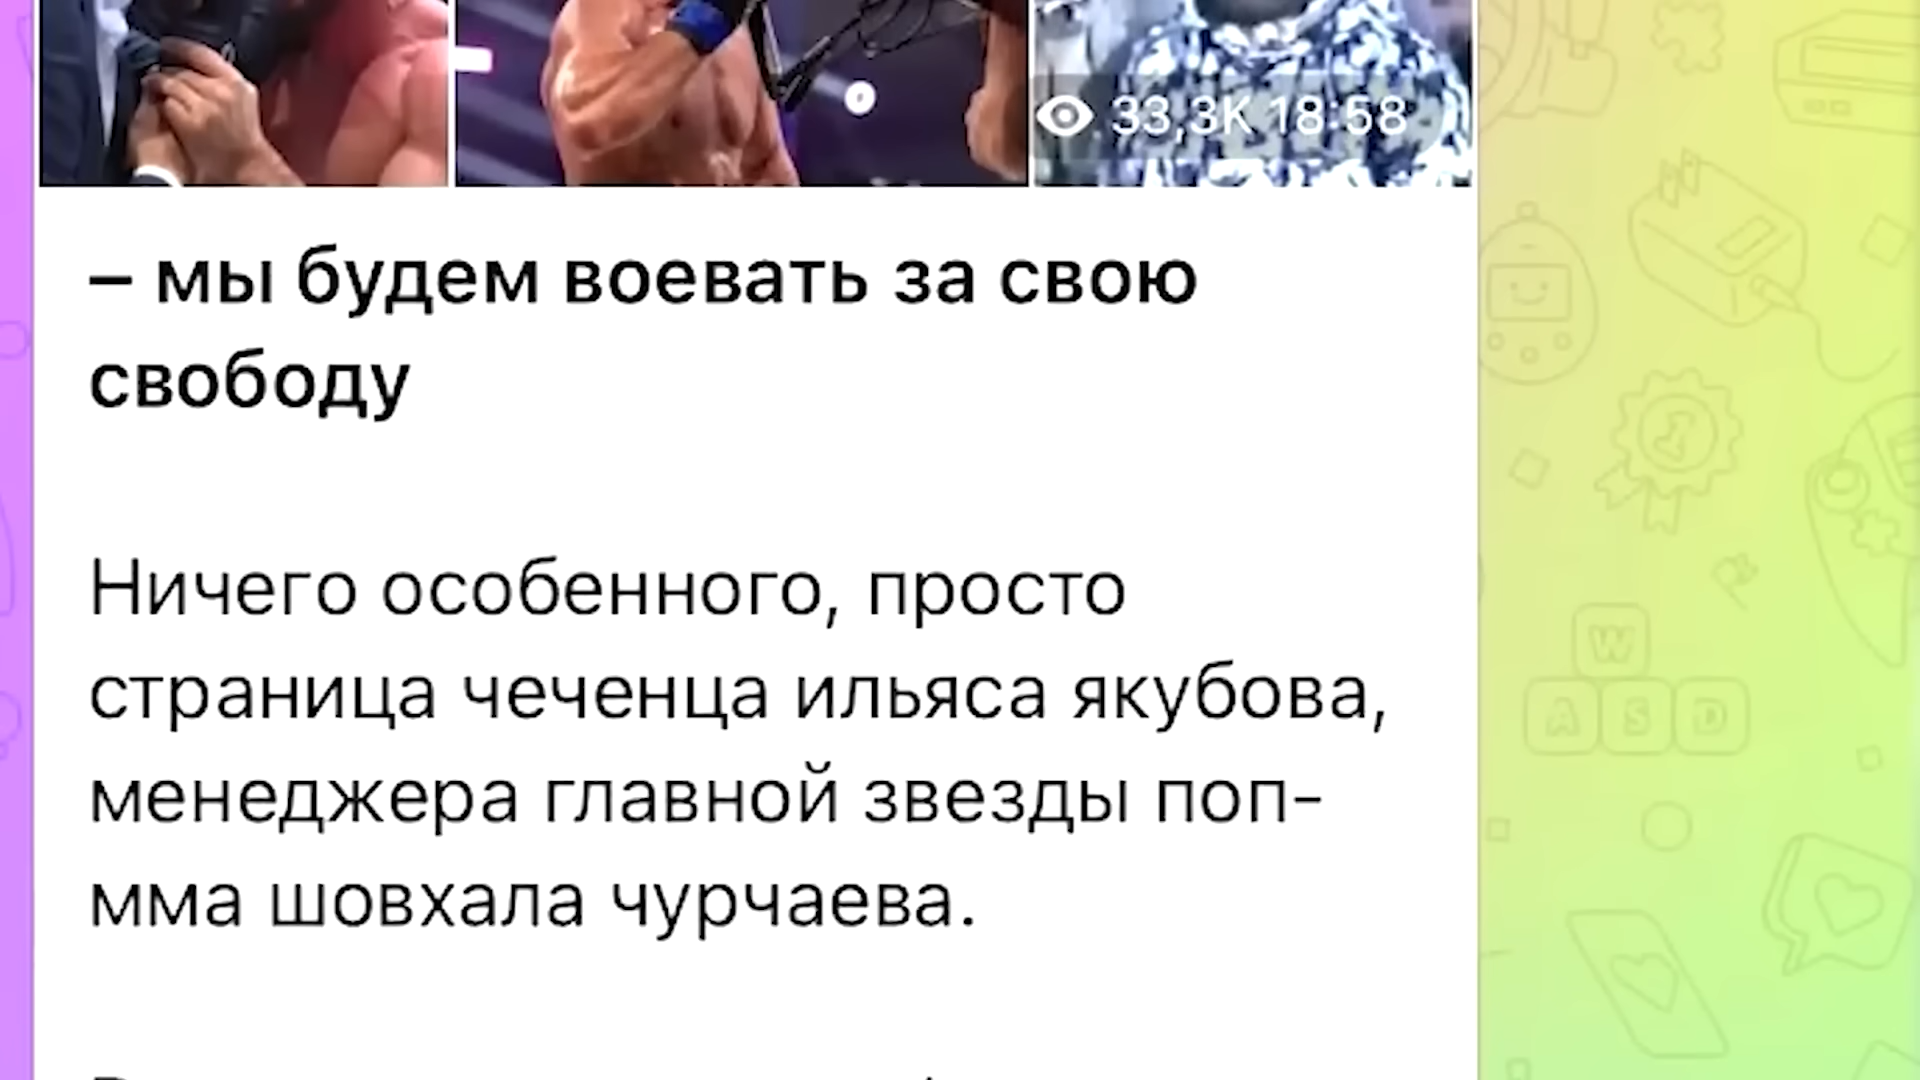 33,3K 18:58
– мы будем воевать за свою
свободу
Ничего особенного, просто
страница чеченца ильяса якубова,
менеджера главной звезды поп-
мма шовхала чурчаева.
W
A S D